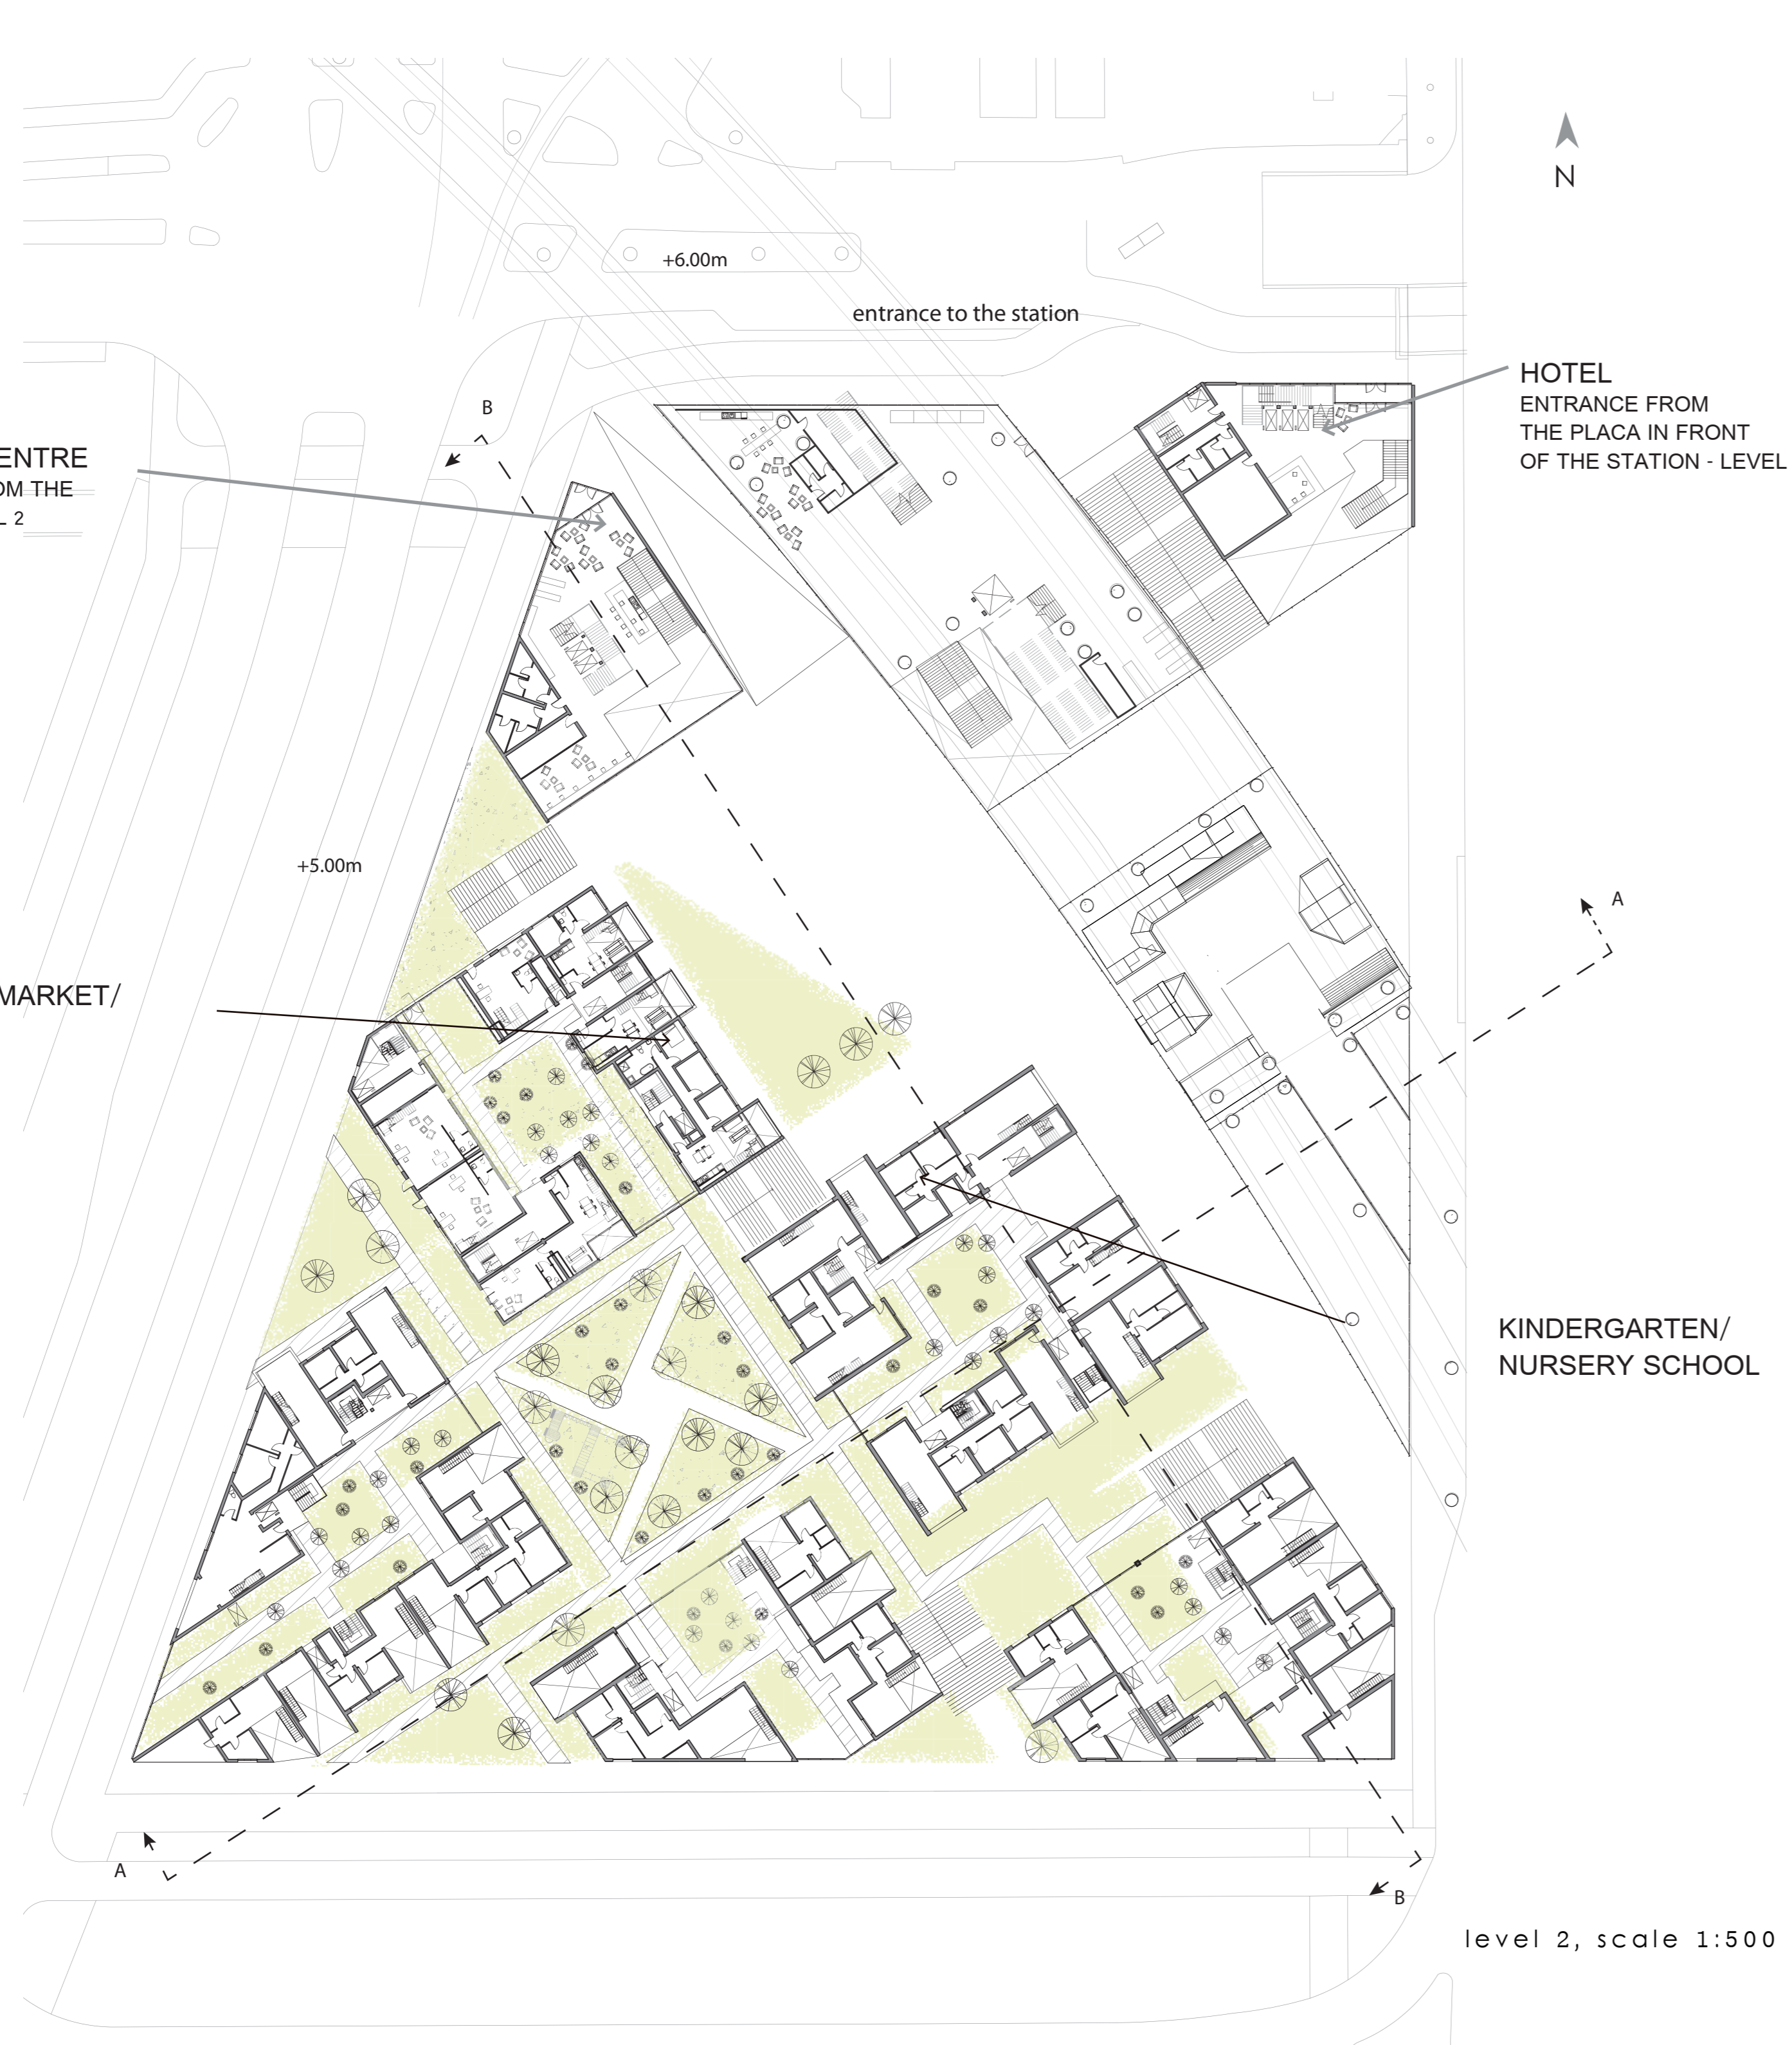 N
+6.00m
entrance to the station
HOTEL
ENTRANCE FROM
THE PLACA IN FRONT
OF THE STATION - LEVEL
B
ENTRE
OM THE
L 2
+5.00m
A
MARKET/
KINDERGARTEN/
NURSERY SCHOOL
A
B
level 2, scale 1:500